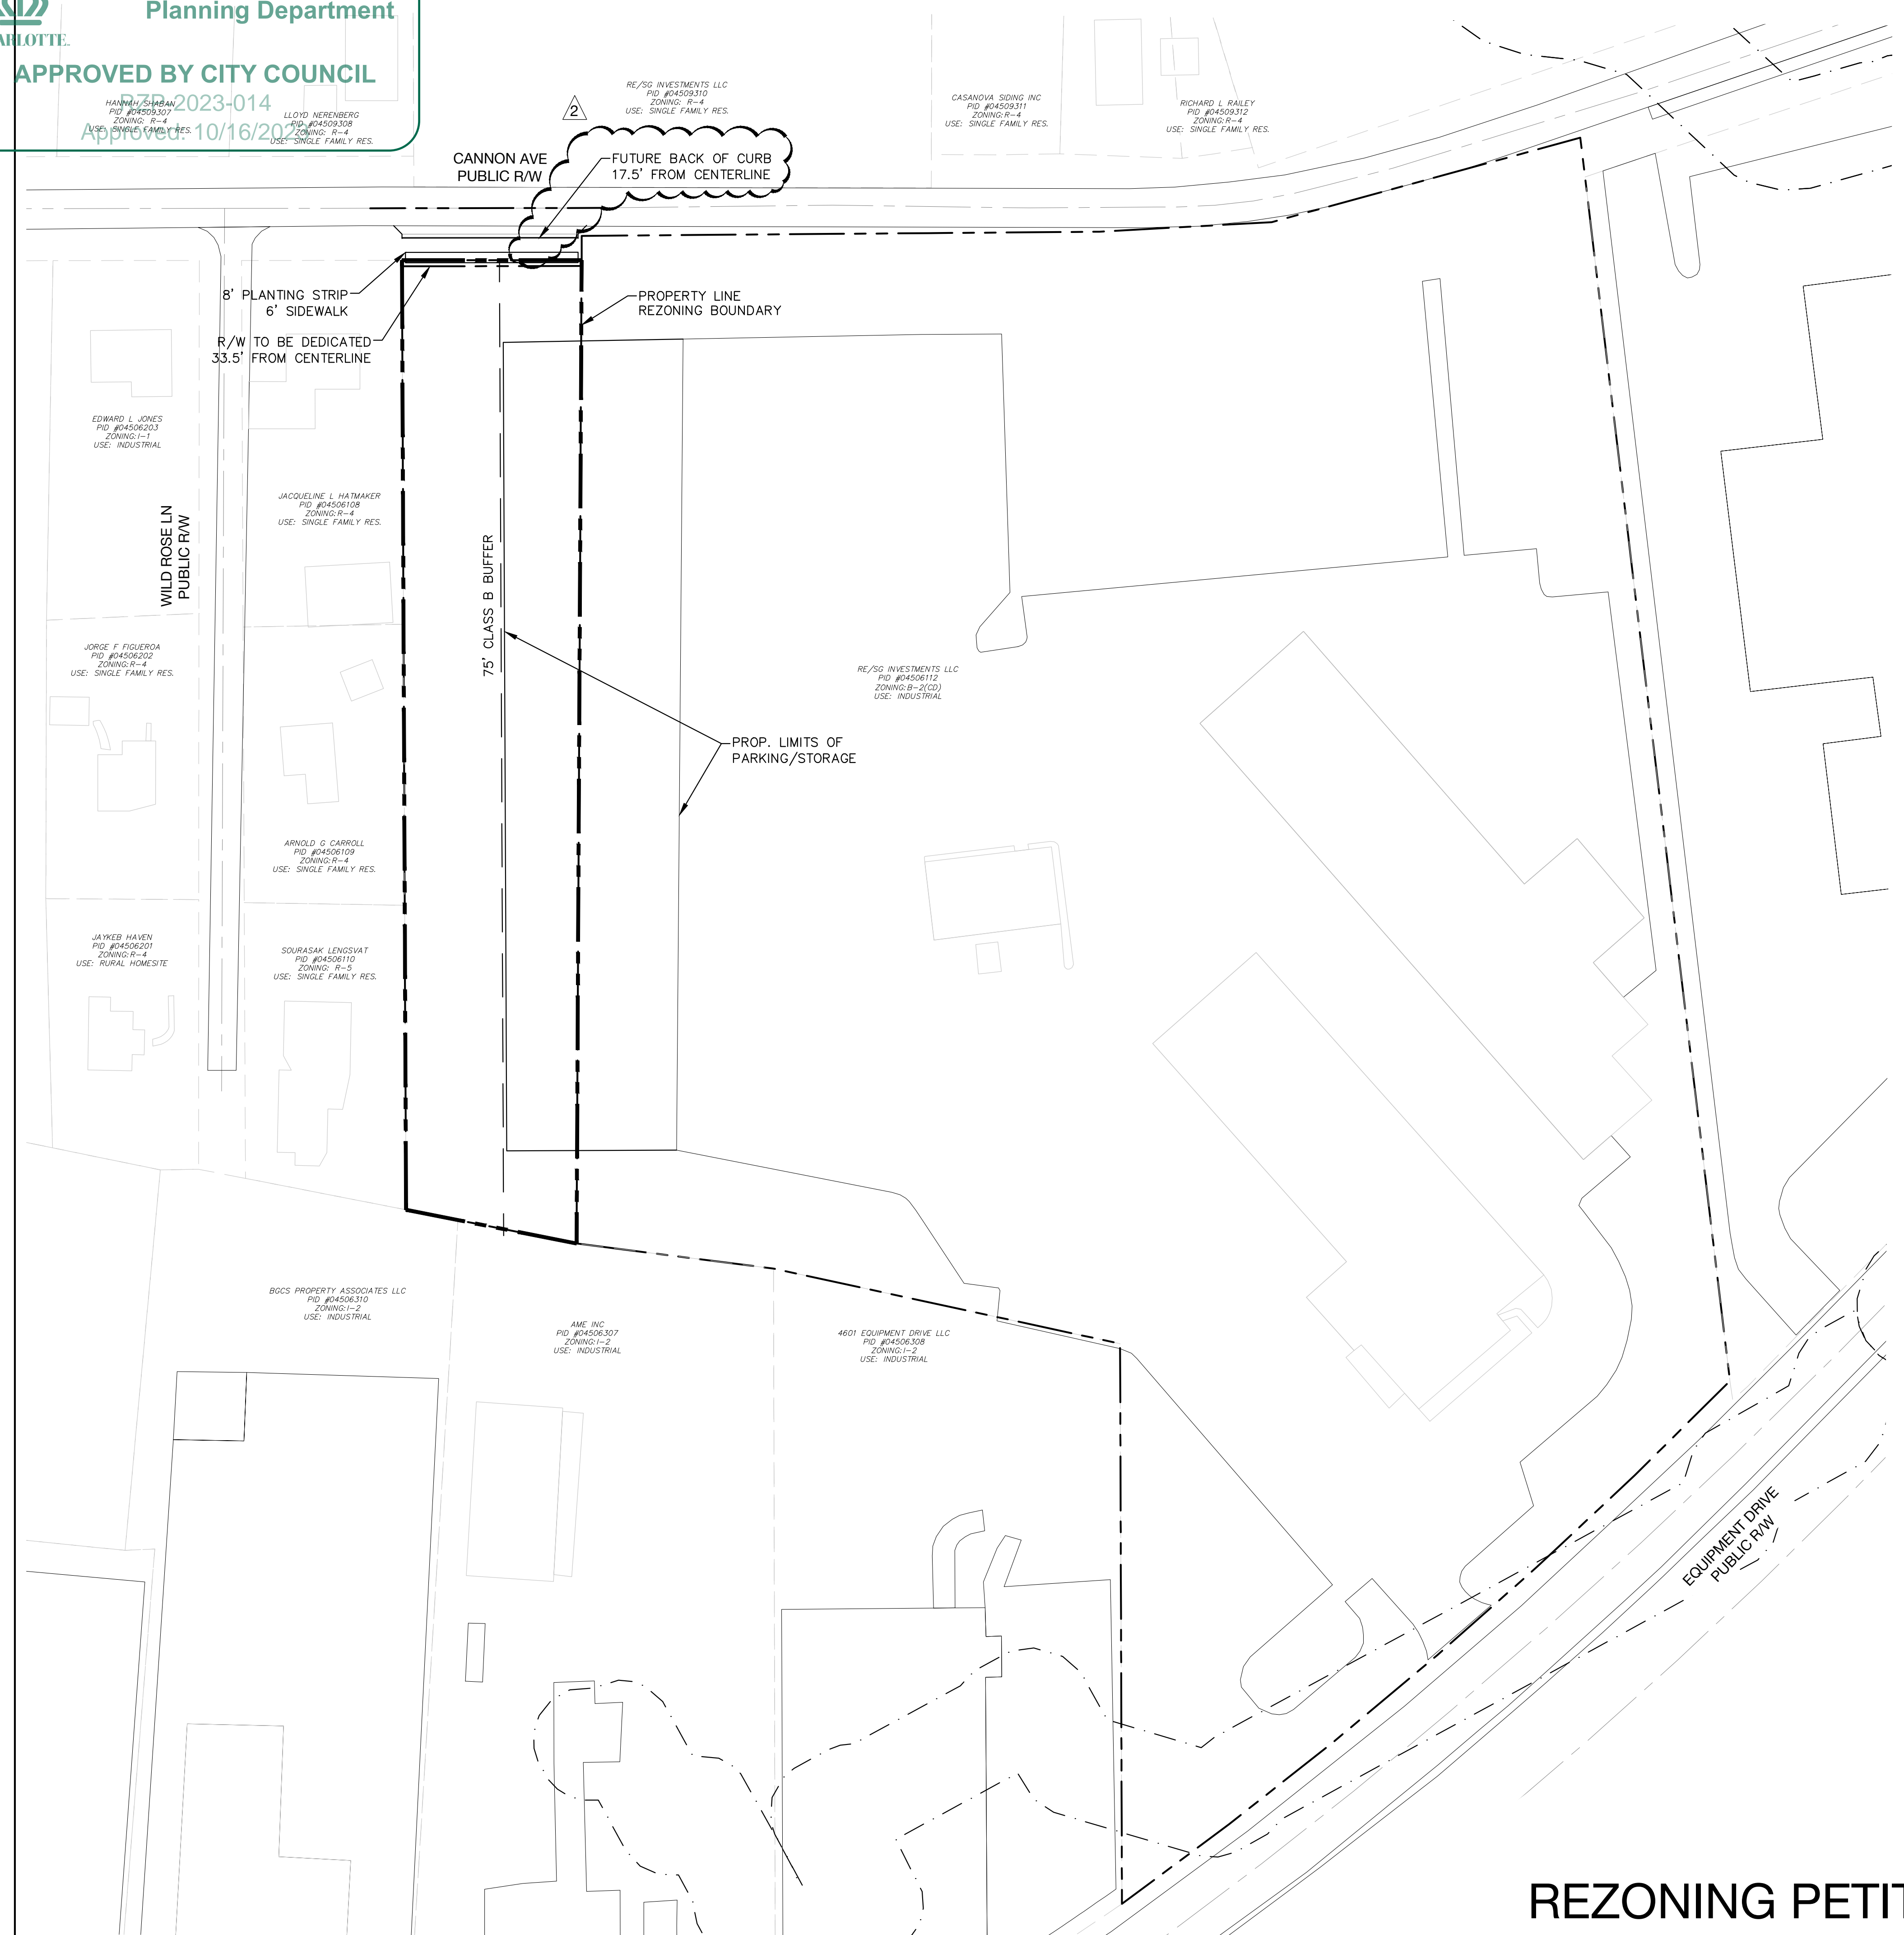 Planning Department
ARLOTTE.
APPROVED BY CITY COUNCIL
RZP-2023-014
Approved: 10/16/2023
HANNAH SHABAN
PID #04509307
ZONING: R-4
USE: SINGLE FAMILY RES.
LLOYD NERENBERG
PID #04509308
ZONING: R-4
USE: SINGLE FAMILY RES.
2
RE/SG INVESTMENTS LLC
PID #04509310
ZONING: R-4
USE: SINGLE FAMILY RES.
CASANOVA SIDING INC
PID #04509311
ZONING: R-4
USE: SINGLE FAMILY RES.
RICHARD L RAILEY
PID #04509312
ZONING: R-4
USE: SINGLE FAMILY RES.
CANNON AVE
PUBLIC R/W
FUTURE BACK OF CURB
17.5' FROM CENTERLINE
8' PLANTING STRIP
6' SIDEWALK
R/W TO BE DEDICATED
33.5' FROM CENTERLINE
PROPERTY LINE
REZONING BOUNDARY
EDWARD L JONES
PID #04506203
ZONING: I-1
USE: INDUSTRIAL
JACQUELINE L HATMAKER
PID #04506108
ZONING: R-4
USE: SINGLE FAMILY RES.
WILD ROSE LN
PUBLIC R/W
75' CLASS B BUFFER
JORGE F FIGUEROA
PID #04506202
ZONING: R-4
USE: SINGLE FAMILY RES.
RE/SG INVESTMENTS LLC
PID #04506112
ZONING: B-2(CD)
USE: INDUSTRIAL
PROP. LIMITS OF
PARKING/STORAGE
ARNOLD G CARROLL
PID #04506109
ZONING: R-4
USE: SINGLE FAMILY RES.
JAYKEB HAVEN
PID #04506201
ZONING: R-4
USE: RURAL HOMESITE
SOURASAK LENGSVAT
PID #04506110
ZONING: R-5
USE: SINGLE FAMILY RES.
BGCS PROPERTY ASSOCIATES LLC
PID #04506310
ZONING: I-2
USE: INDUSTRIAL
AME INC
PID #04506307
ZONING: I-2
USE: INDUSTRIAL
4601 EQUIPMENT DRIVE LLC
PID #04506308
ZONING: I-2
USE: INDUSTRIAL
EQUIPMENT DRIVE
PUBLIC R/W
REZONING PETIT